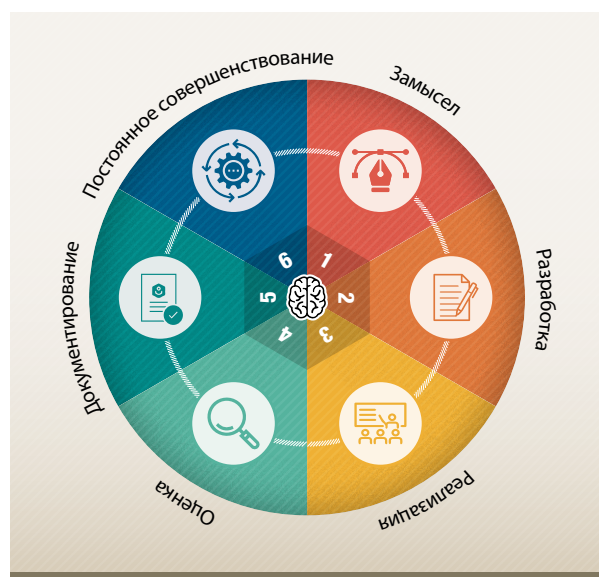 Замысел
Разработка
Реализация
Оценка
Документирование
Постоянное совершенствование
1
2
3
4
5
6